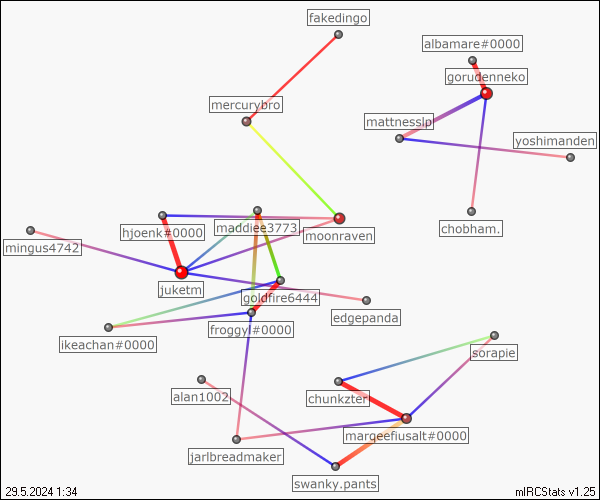 fakedingo
albamare#0000
gorudenneko
mercurybro
mattnesslp
yoshimanden
chobham.
maddiee3773
hjoenk#0000
moonraven
mingus4742
juketm
goldfire6444
edgepanda
froggyl#0000
ikeachan#0000
sorapie
alan1002
chunkzter
margeefiusalt#0000
jarlbreadmaker
swanky.pants
29.5.2024 1:34
mIRCStats v1.25